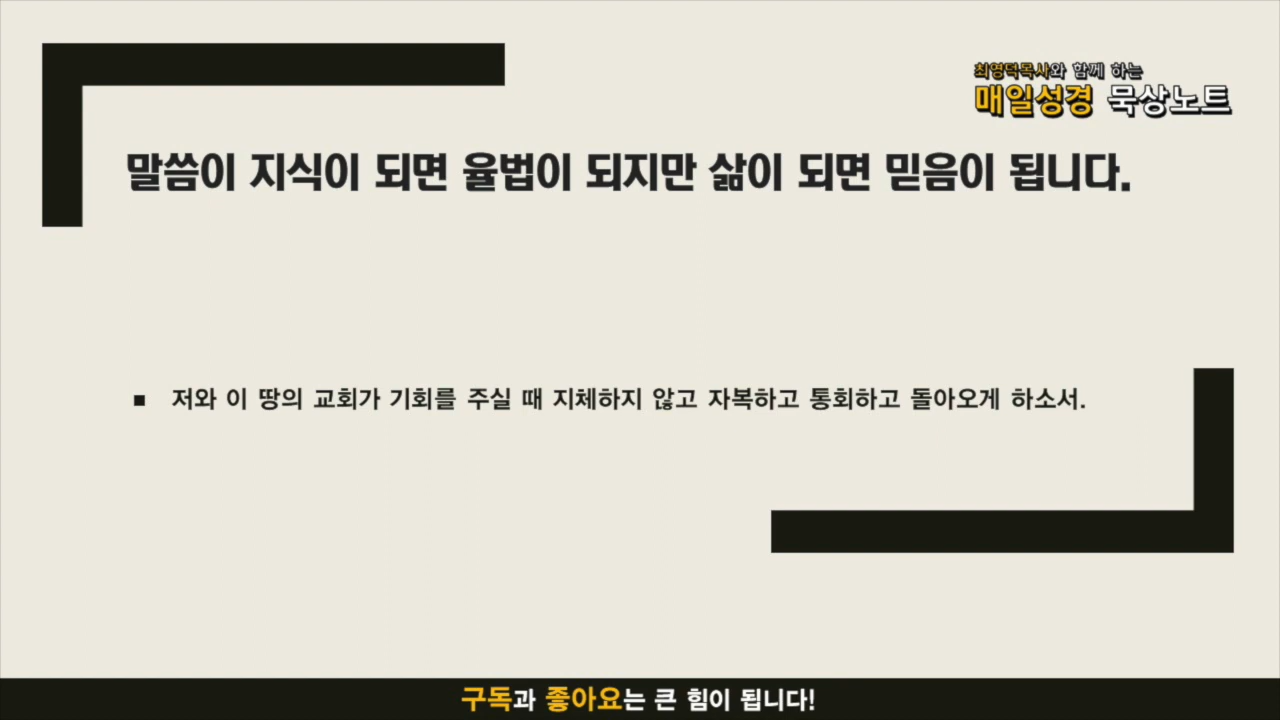 최영덕목사와 함께 하는
매일성경 묵상노트
말씀이 지식이 되면 율법이 되지만 삶이 되면 믿음이 됩니다.
■ 저와 이 땅의 교회가 기회를 주실 때 지체하지 않고 자복하고 통회하고 돌아오게 하소서.
구독과 좋아요는 큰 힘이 됩니다!